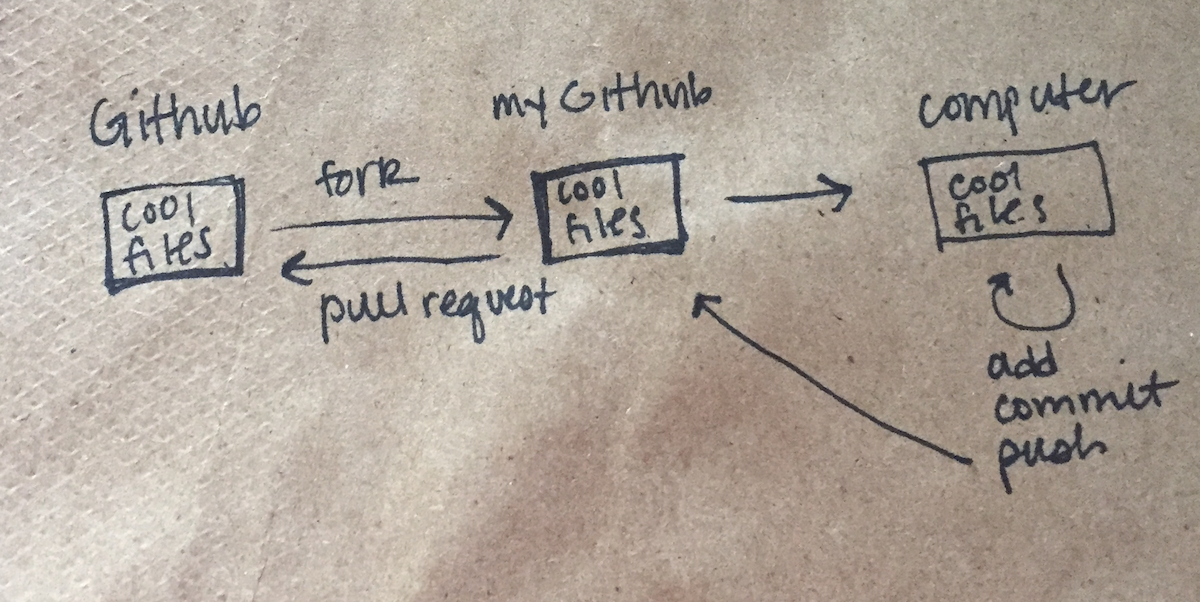 Github
my Github
computer
cool
files
fork
pull request
cool
files
cool
files
add
commit
push